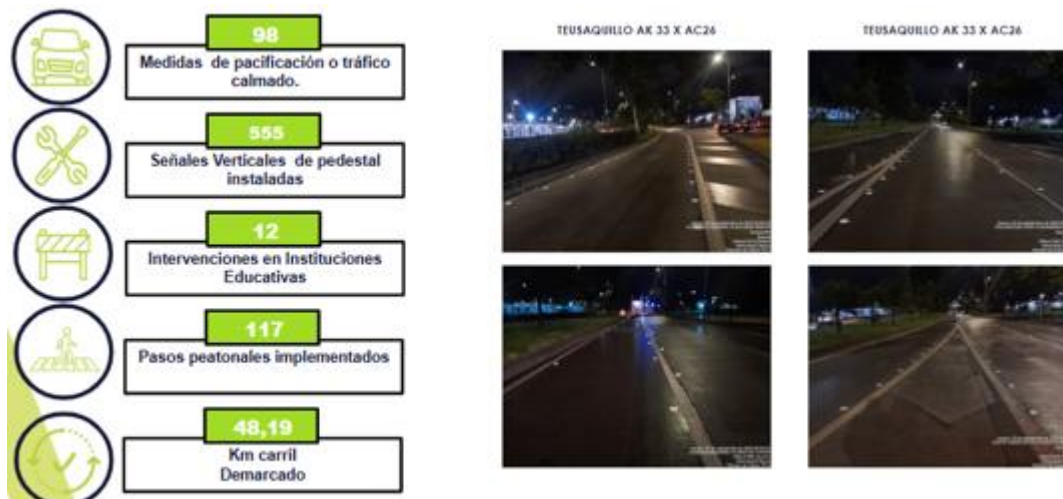 98
Medidas de pacificación o tráfico
calmado.
555
Señales Verticales de pedestal
instaladas
12
Intervenciones en Instituciones
Educativas
117
Pasos peatonales implementados
48,19
Km carril
Demarcado
TEUSAQUILLO AK 33 X AC26
TEUSAQUILLO AK 33 X AC26